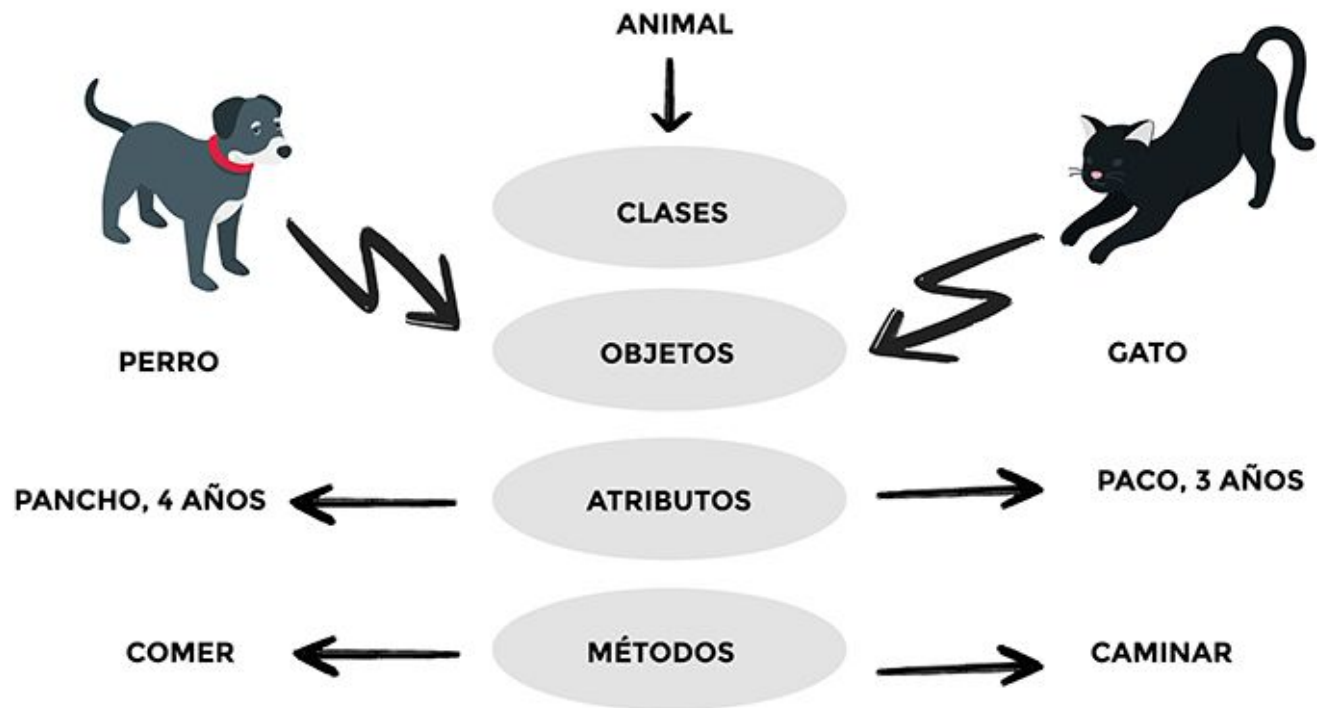 ANIMAL
CLASES
OBJETOS
PERRO
GATO
PANCHO, 4 AÑOS
ATRIBUTOS
PACO, 3 AÑOS
COMER
MÉTODOS
CAMINAR